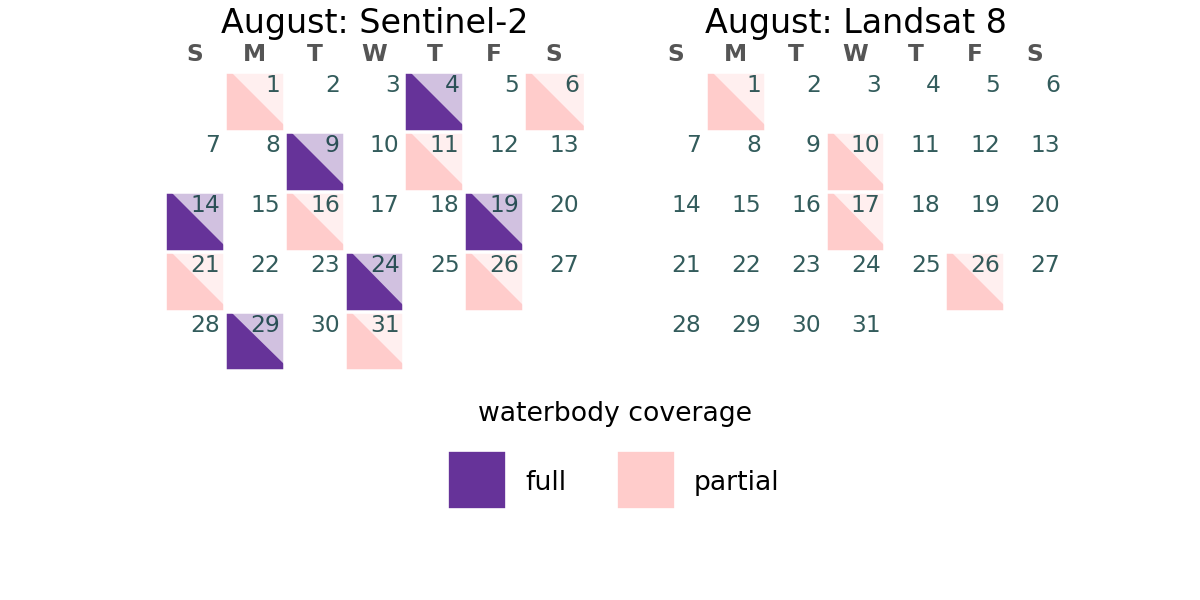 August: Sentinel-2
S M T W T F S
1 2 3 4 5 6
7 8 9 10 11 12 13
14 15 16 17 18 19 20
21 22 23 24 25 26 27
28 29 30 31
August: Landsat 8
S M T W T F S
1 2 3 4 5 6
7 8 9 10 11 12 13
14 15 16 17 18 19 20
21 22 23 24 25 26 27
28 29 30 31
waterbody coverage
full partial